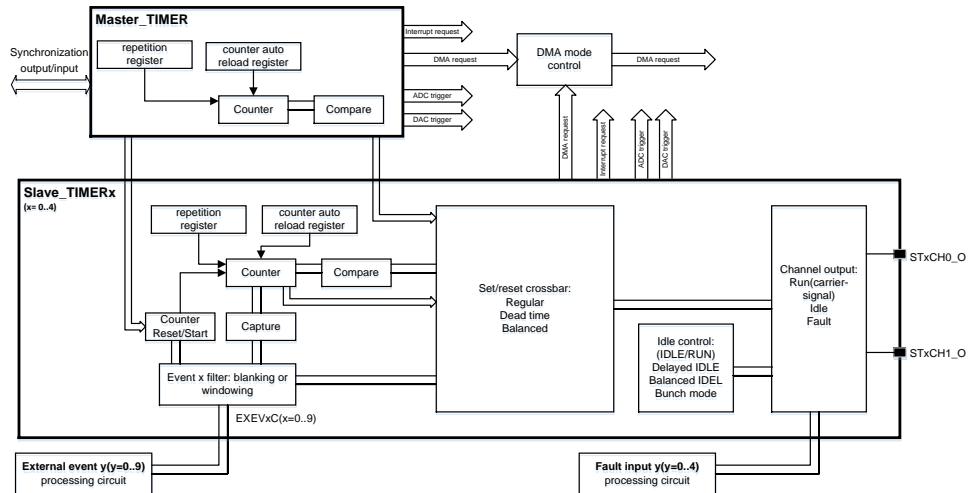 Master_TIMER
Synchronization
output/input
repetition
register
counter auto
reload register
Counter
Compare
Interrupt request
DMA request
ADC trigger
DAC trigger
DMA mode
control
DMA request
DMA request
Interrupt request
ADC trigger
DAC trigger
Slave_TIMERx
(x= 0..4)
repetition
register
counter auto
reload register
Counter
Compare
Counter
Reset/Start
Capture
Event x filter: blanking or
windowing
EXEVxC(x=0..9)
Set/reset crossbar:
Regular
Dead time
Balanced
Idle control:
(IDLE/RUN)
Delayed IDLE
Balanced IDEL
Bunch mode
Channel output:
Run(carrier-
signal)
Idle
Fault
STxCH0_O
STxCH1_O
External event y(y=0..9)
processing circuit
Fault input y(y=0..4)
processing circuit